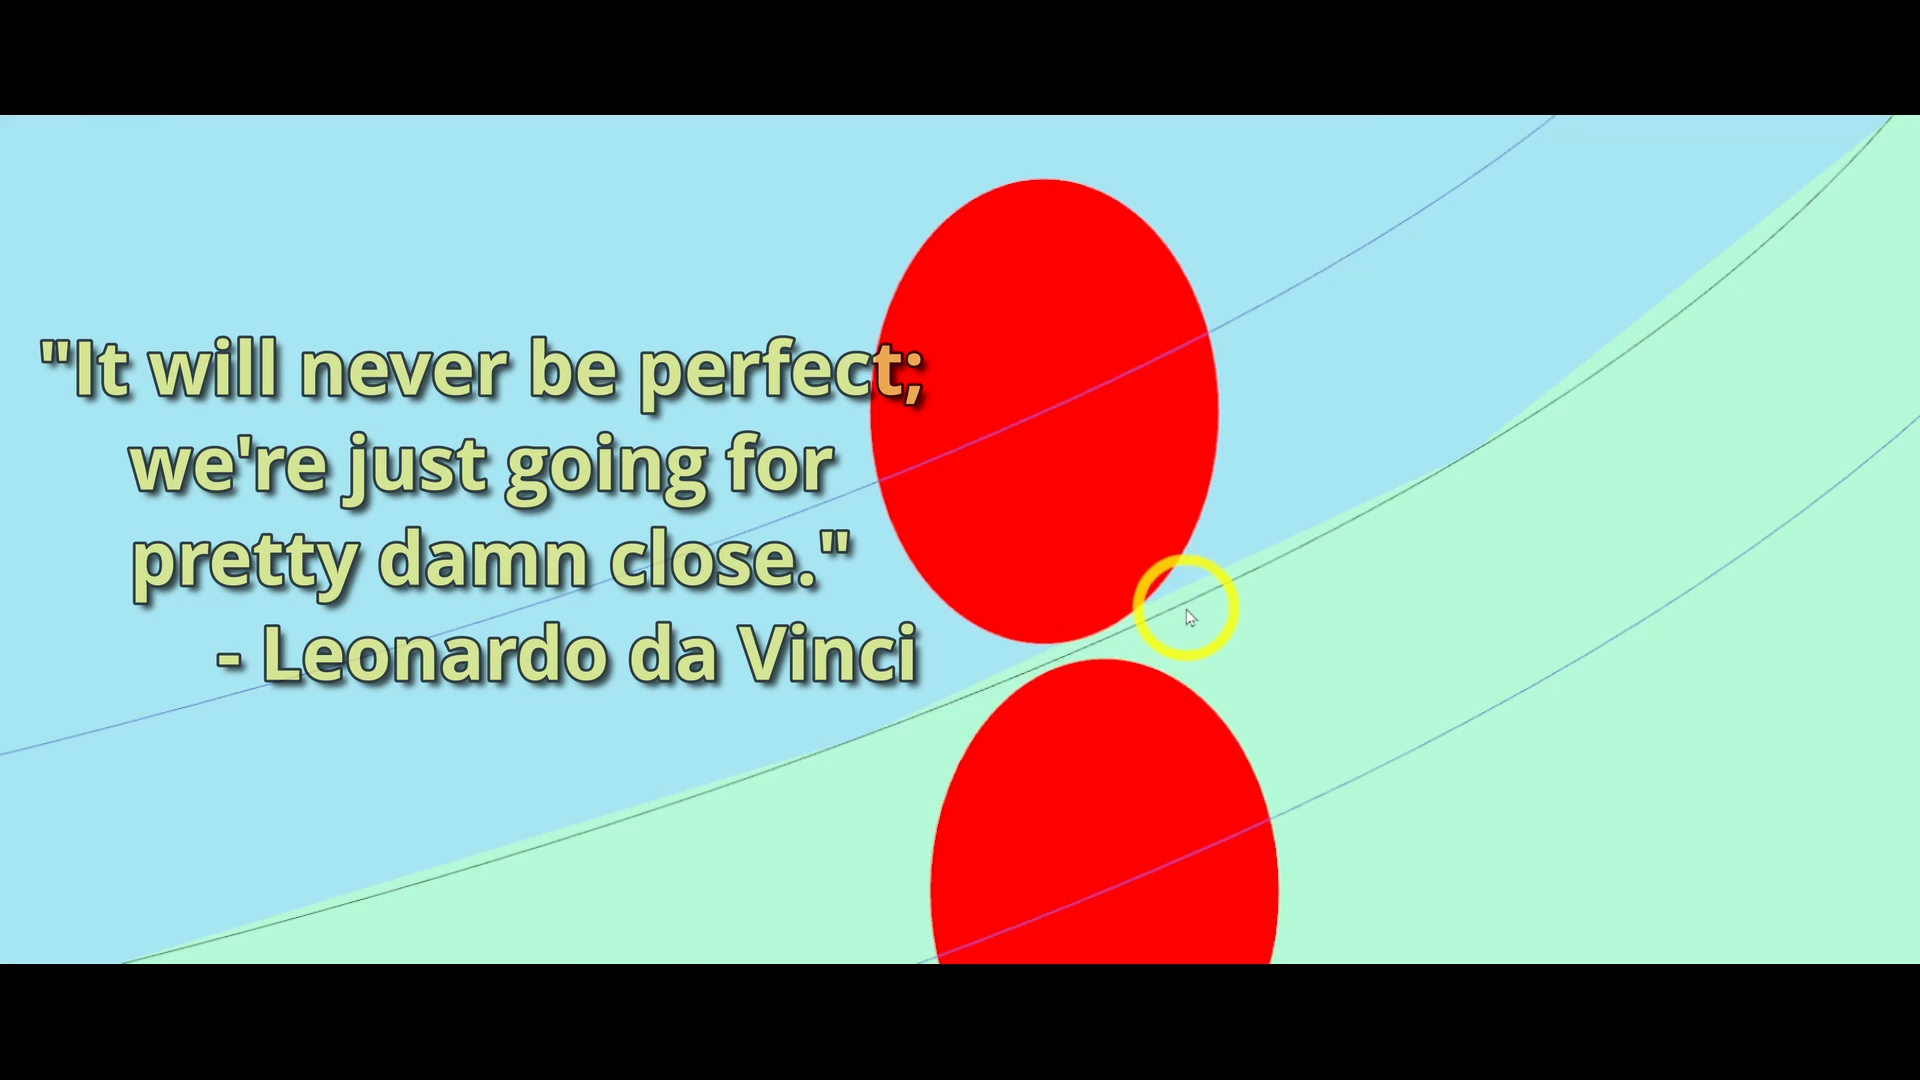 "It will never be perfect;
we're just going for
pretty damn close."
- Leonardo da Vinci